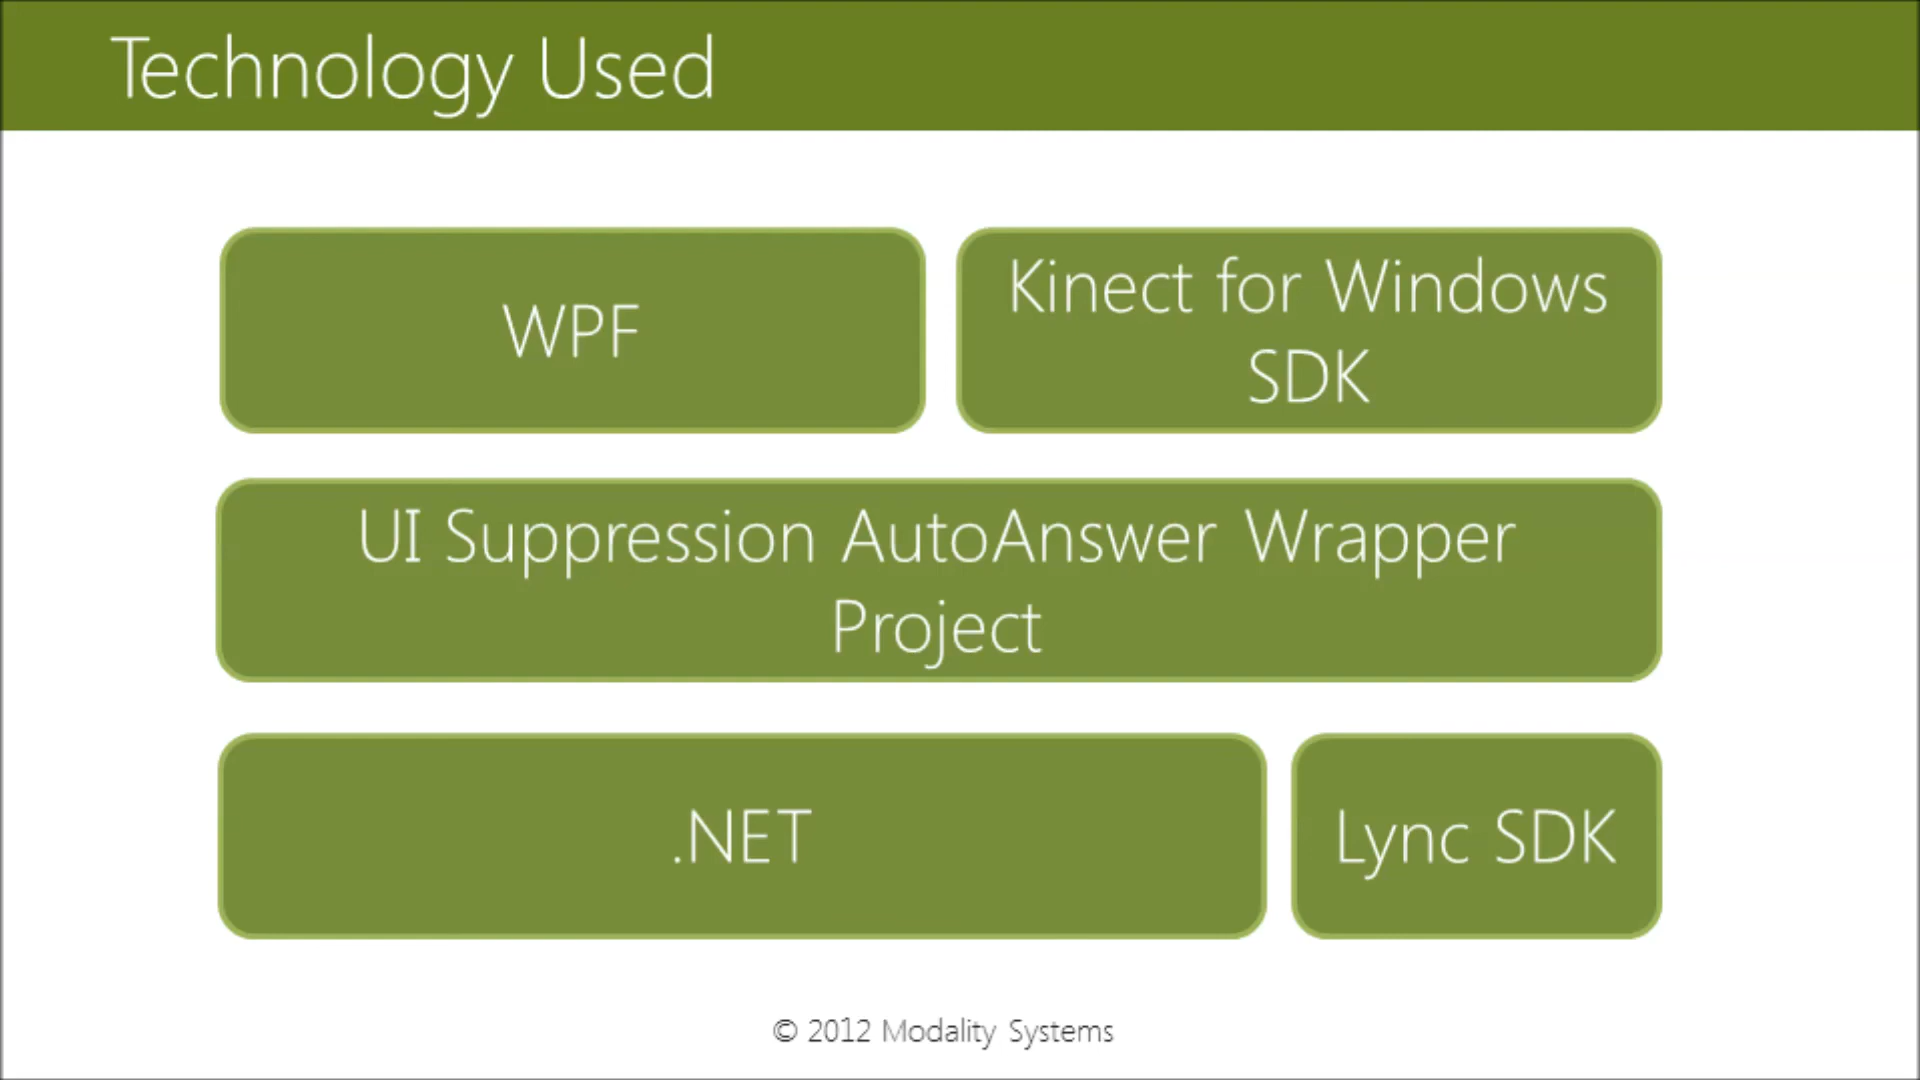 Technology Used
WPF
Kinect for Windows
SDK
UI Suppression AutoAnswer Wrapper
Project
.NET
Lync SDK
© 2012 Modality Systems